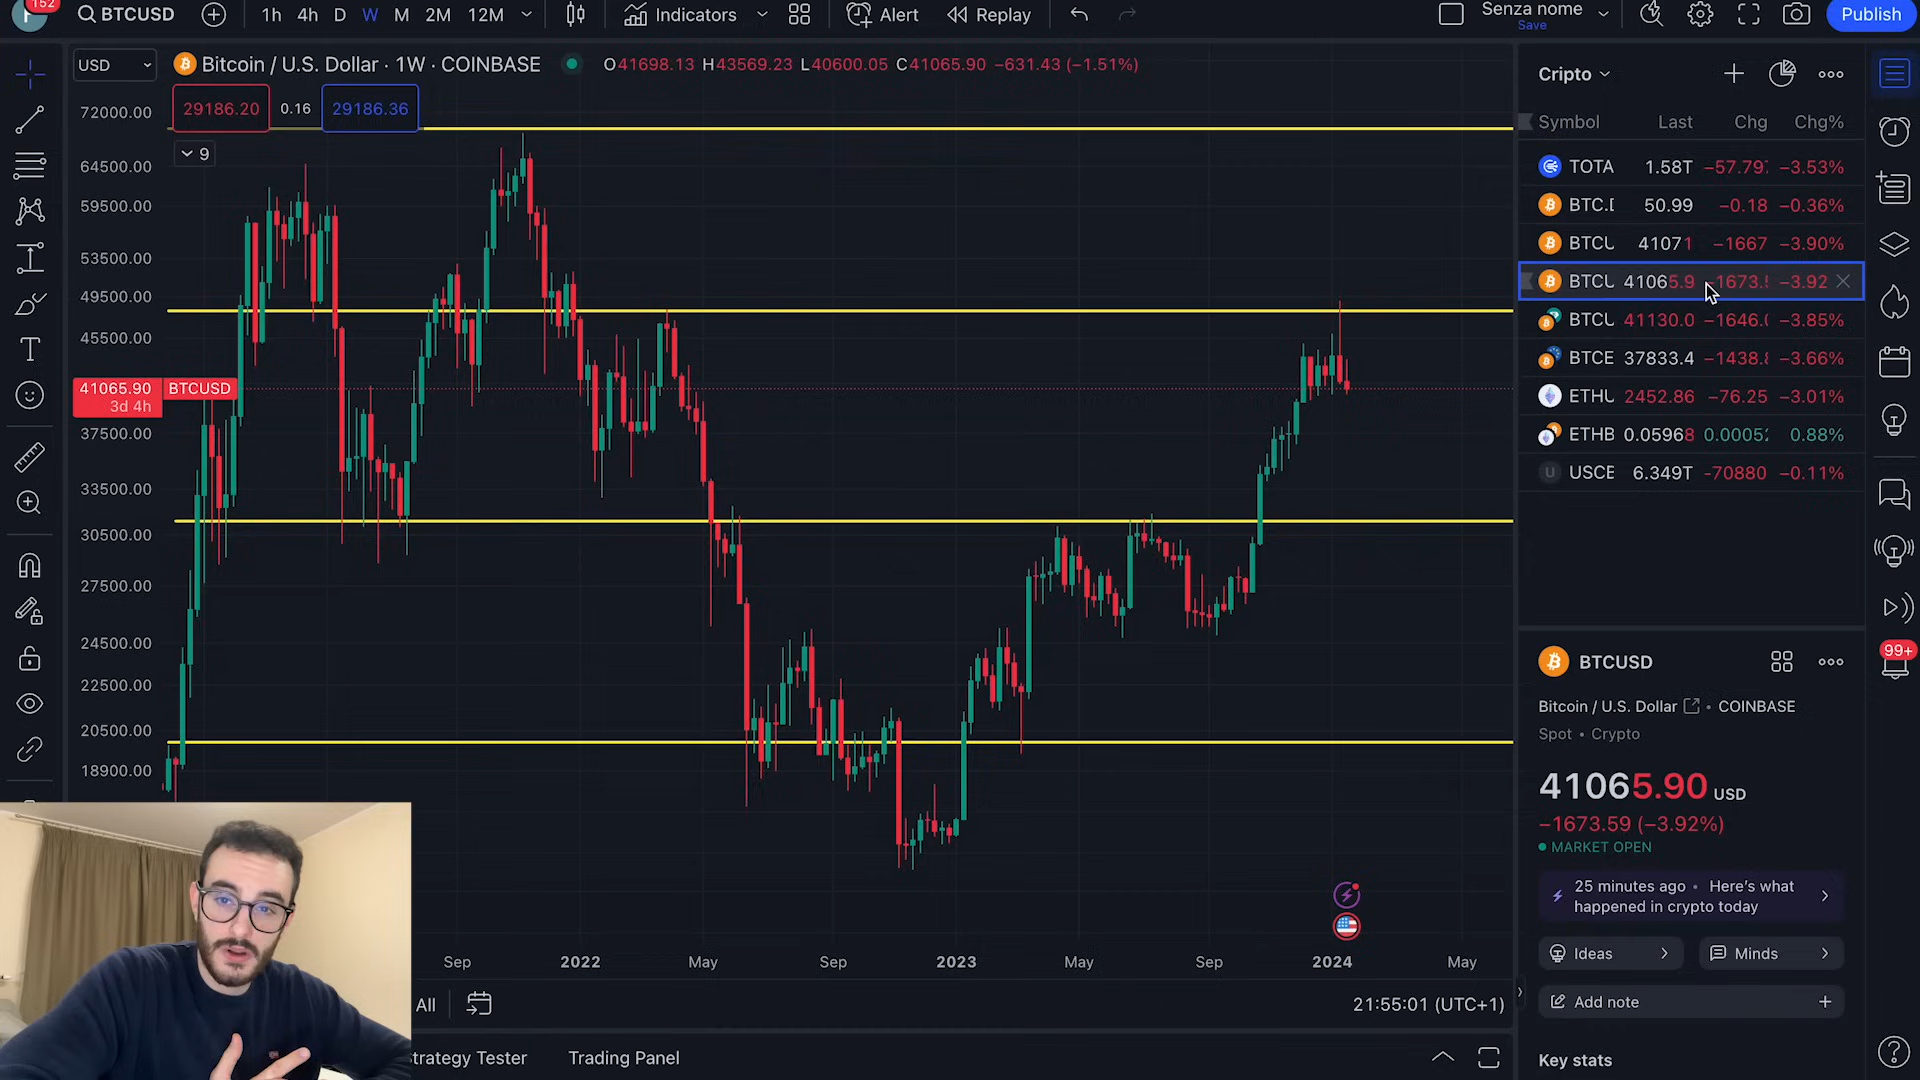 152
BTCUSD
1h 4h D W M 2M 12M
Indicators
Alert
Replay
Senza nome
Save
Publish
USD
Bitcoin / U.S. Dollar · 1W · COINBASE
O41698.13 H43569.23 L40600.05 C41065.90 −631.43 (−1.51%)
29186.20 0.16 29186.36
9
72000.00
64500.00
59500.00
53500.00
49500.00
45500.00
41065.90 BTCUSD
3d 4h
37500.00
33500.00
30500.00
27500.00
24500.00
22500.00
20500.00
18900.00
Sep 2022 May Sep 2023 May Sep 2024 May
All
21:55:01 (UTC+1)
trategy Tester
Trading Panel
Cripto
Symbol Last Chg Chg%
TOTA 1.58T −57.79 −3.53%
BTC.D 50.99 −0.18 −0.36%
BTCU 41071 −1667 −3.90%
BTCU 41065.9 −1673.5 −3.92
BTCU 41130.0 −1646.0 −3.85%
BTCE 37833.4 −1438.8 −3.66%
ETHU 2452.86 −76.25 −3.01%
ETHB 0.05968 0.00052 0.88%
U USCE 6.349T −70880 −0.11%
BTCUSD
Bitcoin / U.S. Dollar • COINBASE
Spot • Crypto
41065.90 USD
−1673.59 (−3.92%)
MARKET OPEN
25 minutes ago • Here's what
happened in crypto today
Ideas
Minds
Add note
Key stats
99+